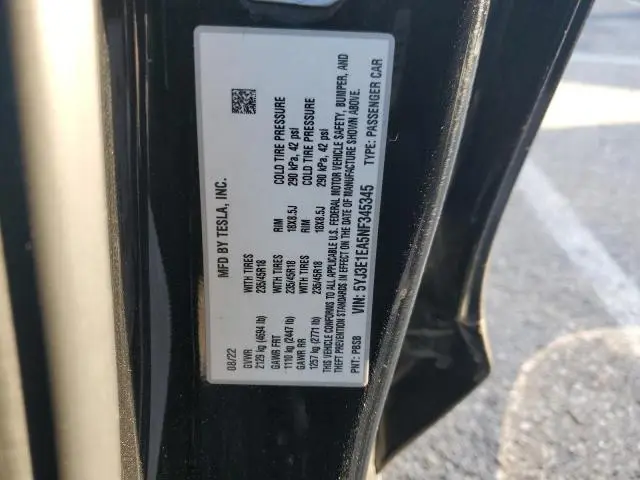 MFD BY TESLA, INC.
08/22
GVWR WITH TIRES RIM COLD TIRE PRESSURE
2129 kg (4694 lb) 235/45R18 18X8.5J 290 kPa, 42 psi
GAWR FRT WITH TIRES RIM COLD TIRE PRESSURE
1110 kg (2447 lb) 235/45R18 18X8.5J 290 kPa, 42 psi
GAWR RR WITH TIRES
1257 kg (2771 lb) 235/45R18
THIS VEHICLE CONFORMS TO ALL APPLICABLE U.S. FEDERAL MOTOR VEHICLE SAFETY, BUMPER, AND
THEFT PREVENTION STANDARDS IN EFFECT ON THE DATE OF MANUFACTURE SHOWN ABOVE.
VIN: 5YJ3E1EA5NF345345
PNT: PBSB TYPE: PASSENGER CAR